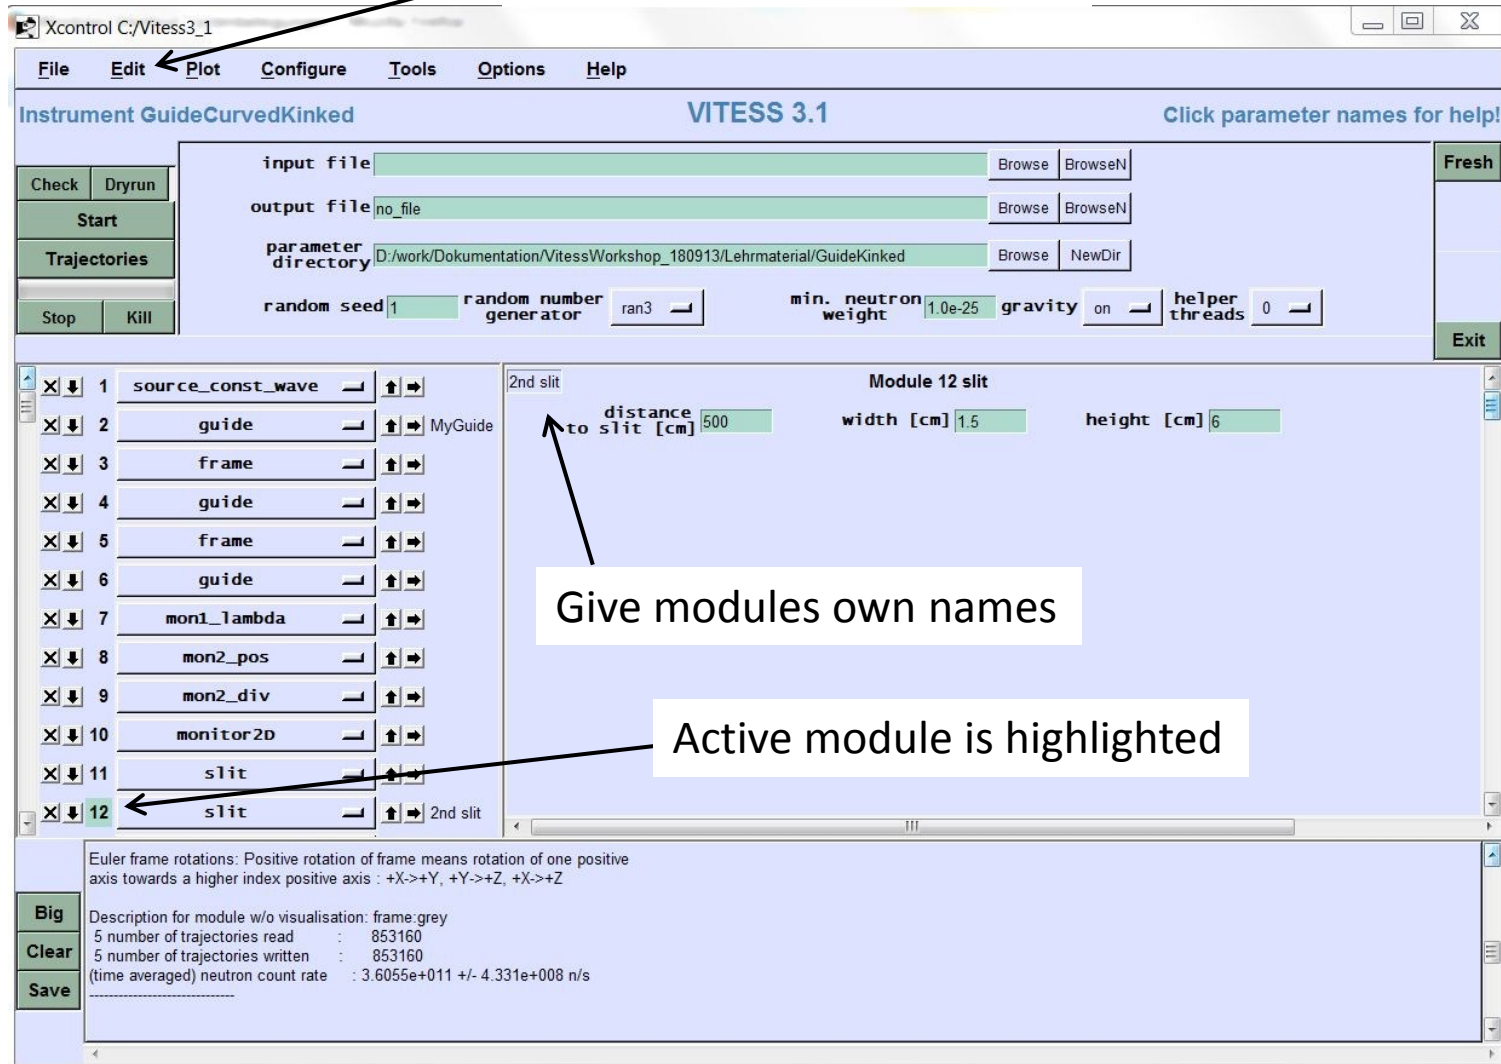 Xcontrol C:/Vitess3_1
File Edit Plot Configure Tools Options Help
Instrument GuideCurvedKinked VITESS 3.1 Click parameter names for help!
Check Dryrun
Start
Trajectories
Stop Kill
input file Browse BrowseN
output file no_file Browse BrowseN
parameter directory D:/work/Dokumentation/VitessWorkshop_180913/Lehrmaterial/GuideKinked Browse NewDir
random seed 1 random number generator ran3 min. neutron weight 1.0e-25 gravity on helper threads 0
Fresh
Exit
1 source_const_wave
2 guide MyGuide
3 frame
4 guide
5 frame
6 guide
7 mon1_lambda
8 mon2_pos
9 mon2_div
10 monitor2D
11 slit
12 slit 2nd slit
2nd slit Module 12 slit
distance to slit [cm] 500 width [cm] 1.5 height [cm] 6
Give modules own names
Active module is highlighted
Big
Clear
Save
Euler frame rotations: Positive rotation of frame means rotation of one positive
axis towards a higher index positive axis : +X->+Y, +Y->+Z, +X->+Z
Description for module w/o visualisation: frame:grey
5 number of trajectories read : 853160
5 number of trajectories written : 853160
(time averaged) neutron count rate : 3.6055e+011 +/- 4.331e+008 n/s
------------------------------